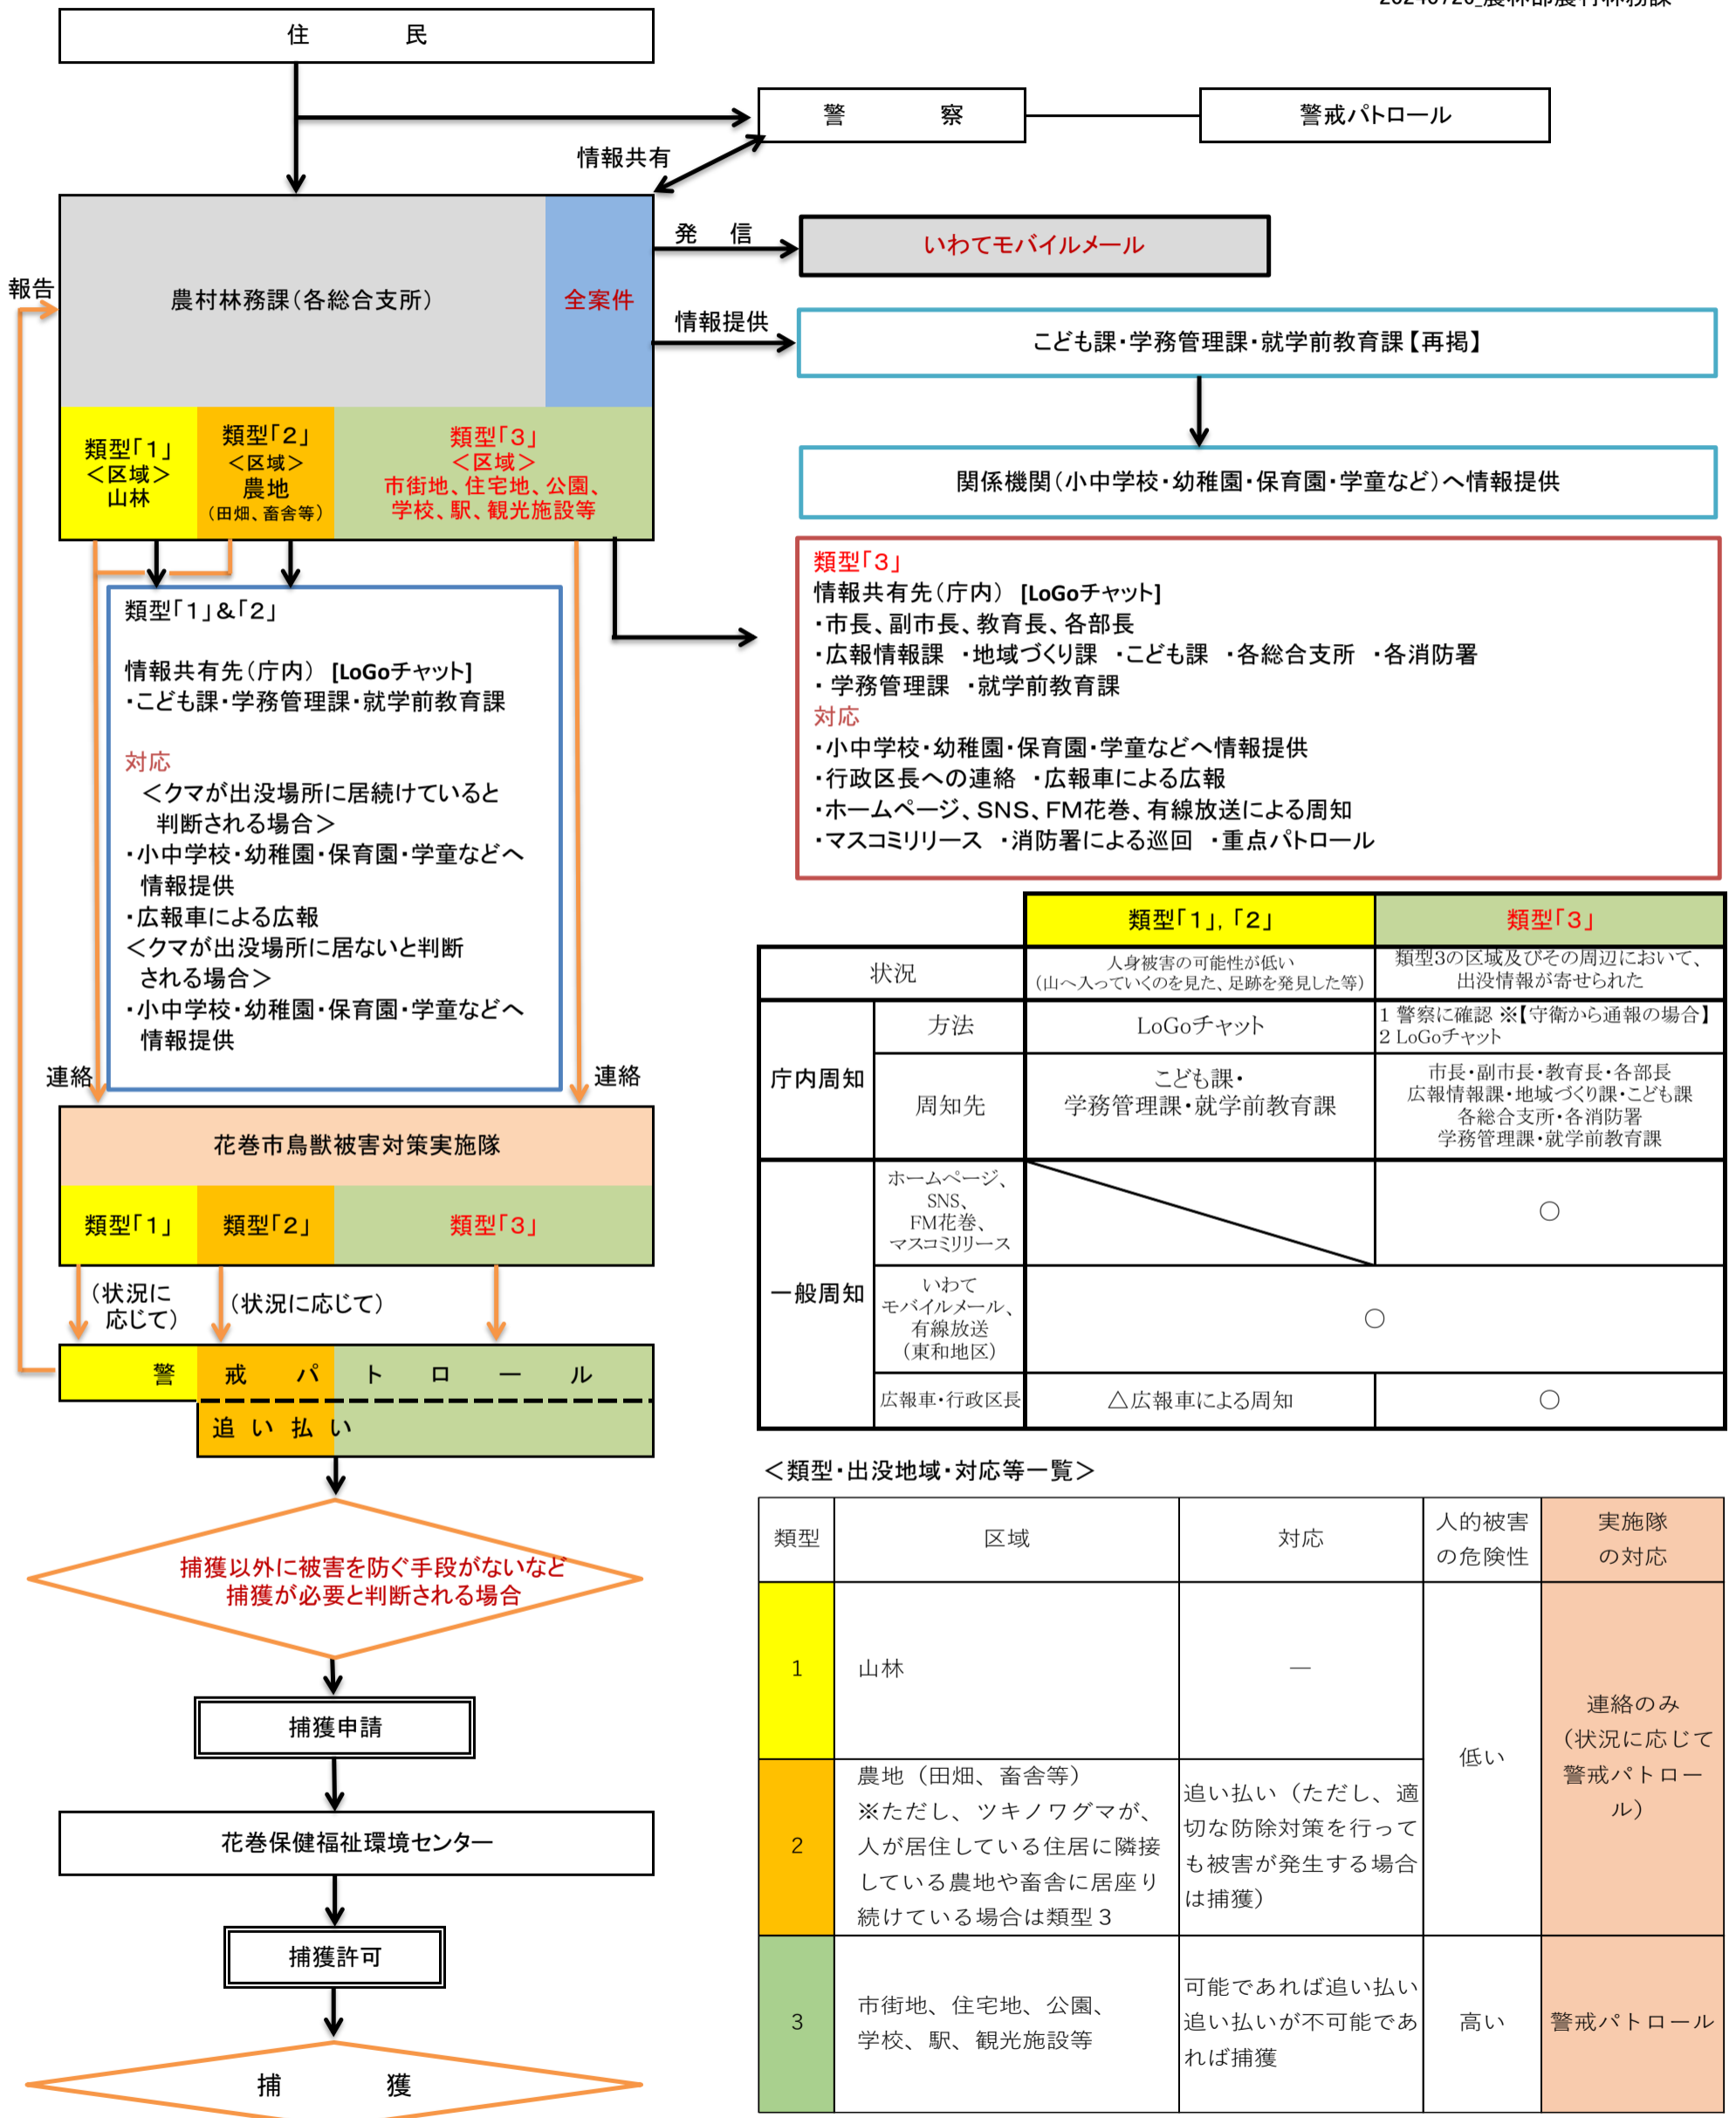 住　　民
警　　察
警戒パトロール
情報共有
農村林務課（各総合支所）
全案件
発　信
いわてモバイルメール
報告
情報提供
こども課・学務管理課・就学前教育課【再掲】
関係機関（小中学校・幼稚園・保育園・学童など）へ情報提供
類型「１」
＜区域＞
山林
類型「２」
＜区域＞
農地
（田畑、畜舎等）
類型「３」
＜区域＞
市街地、住宅地、公園、
学校、駅、観光施設等
類型「１」＆「２」
情報共有先（庁内） [LoGoチャット]
・こども課・学務管理課・就学前教育課
対応
＜クマが出没場所に居続けていると
判断される場合＞
・小中学校・幼稚園・保育園・学童などへ
情報提供
・広報車による広報
＜クマが出没場所に居ないと判断
される場合＞
・小中学校・幼稚園・保育園・学童などへ
情報提供
連絡
連絡
類型「３」
情報共有先（庁内） [LoGoチャット]
・市長、副市長、教育長、各部長
・広報情報課 ・地域づくり課 ・こども課 ・各総合支所 ・各消防署
・ 学務管理課 ・就学前教育課
対応
・小中学校・幼稚園・保育園・学童などへ情報提供
・行政区長への連絡 ・広報車による広報
・ホームページ、ＳＮＳ、ＦＭ花巻、有線放送による周知
・マスコミリリース ・消防署による巡回 ・重点パトロール
花巻市鳥獣被害対策実施隊
類型「１」
類型「２」
類型「３」
（状況に
応じて）
（状況に応じて）
警　戒　パ　ト　ロ　ー　ル
追 い 払 い
捕獲以外に被害を防ぐ手段がないなど
捕獲が必要と判断される場合
捕獲申請
花巻保健福祉環境センター
捕獲許可
捕　　獲
類型「１」，「２」
類型「３」
状況
人身被害の可能性が低い
（山へ入っていくのを見た、足跡を発見した等）
類型3の区域及びその周辺において、
出没情報が寄せられた
庁内周知
方法
LoGoチャット
1 警察に確認 ※【守衛から通報の場合】
2 LoGoチャット
周知先
こども課・
学務管理課・就学前教育課
市長・副市長・教育長・各部長
広報情報課・地域づくり課・こども課
各総合支所・各消防署
学務管理課・就学前教育課
一般周知
ホームページ、
SNS、
FM花巻、
マスコミリリース
○
いわて
モバイルメール、
有線放送
（東和地区）
○
広報車・行政区長
△広報車による周知
○
＜類型・出没地域・対応等一覧＞
類型
区域
対応
人的被害
の危険性
実施隊
の対応
1
山林
―
低い
連絡のみ
（状況に応じて
警戒パトロー
ル）
2
農地（田畑、畜舎等）
※ただし、ツキノワグマが、
人が居住している住居に隣接
している農地や畜舎に居座り
続けている場合は類型３
追い払い（ただし、適
切な防除対策を行って
も被害が発生する場合
は捕獲）
3
市街地、住宅地、公園、
学校、駅、観光施設等
可能であれば追い払い
追い払いが不可能であ
れば捕獲
高い
警戒パトロール